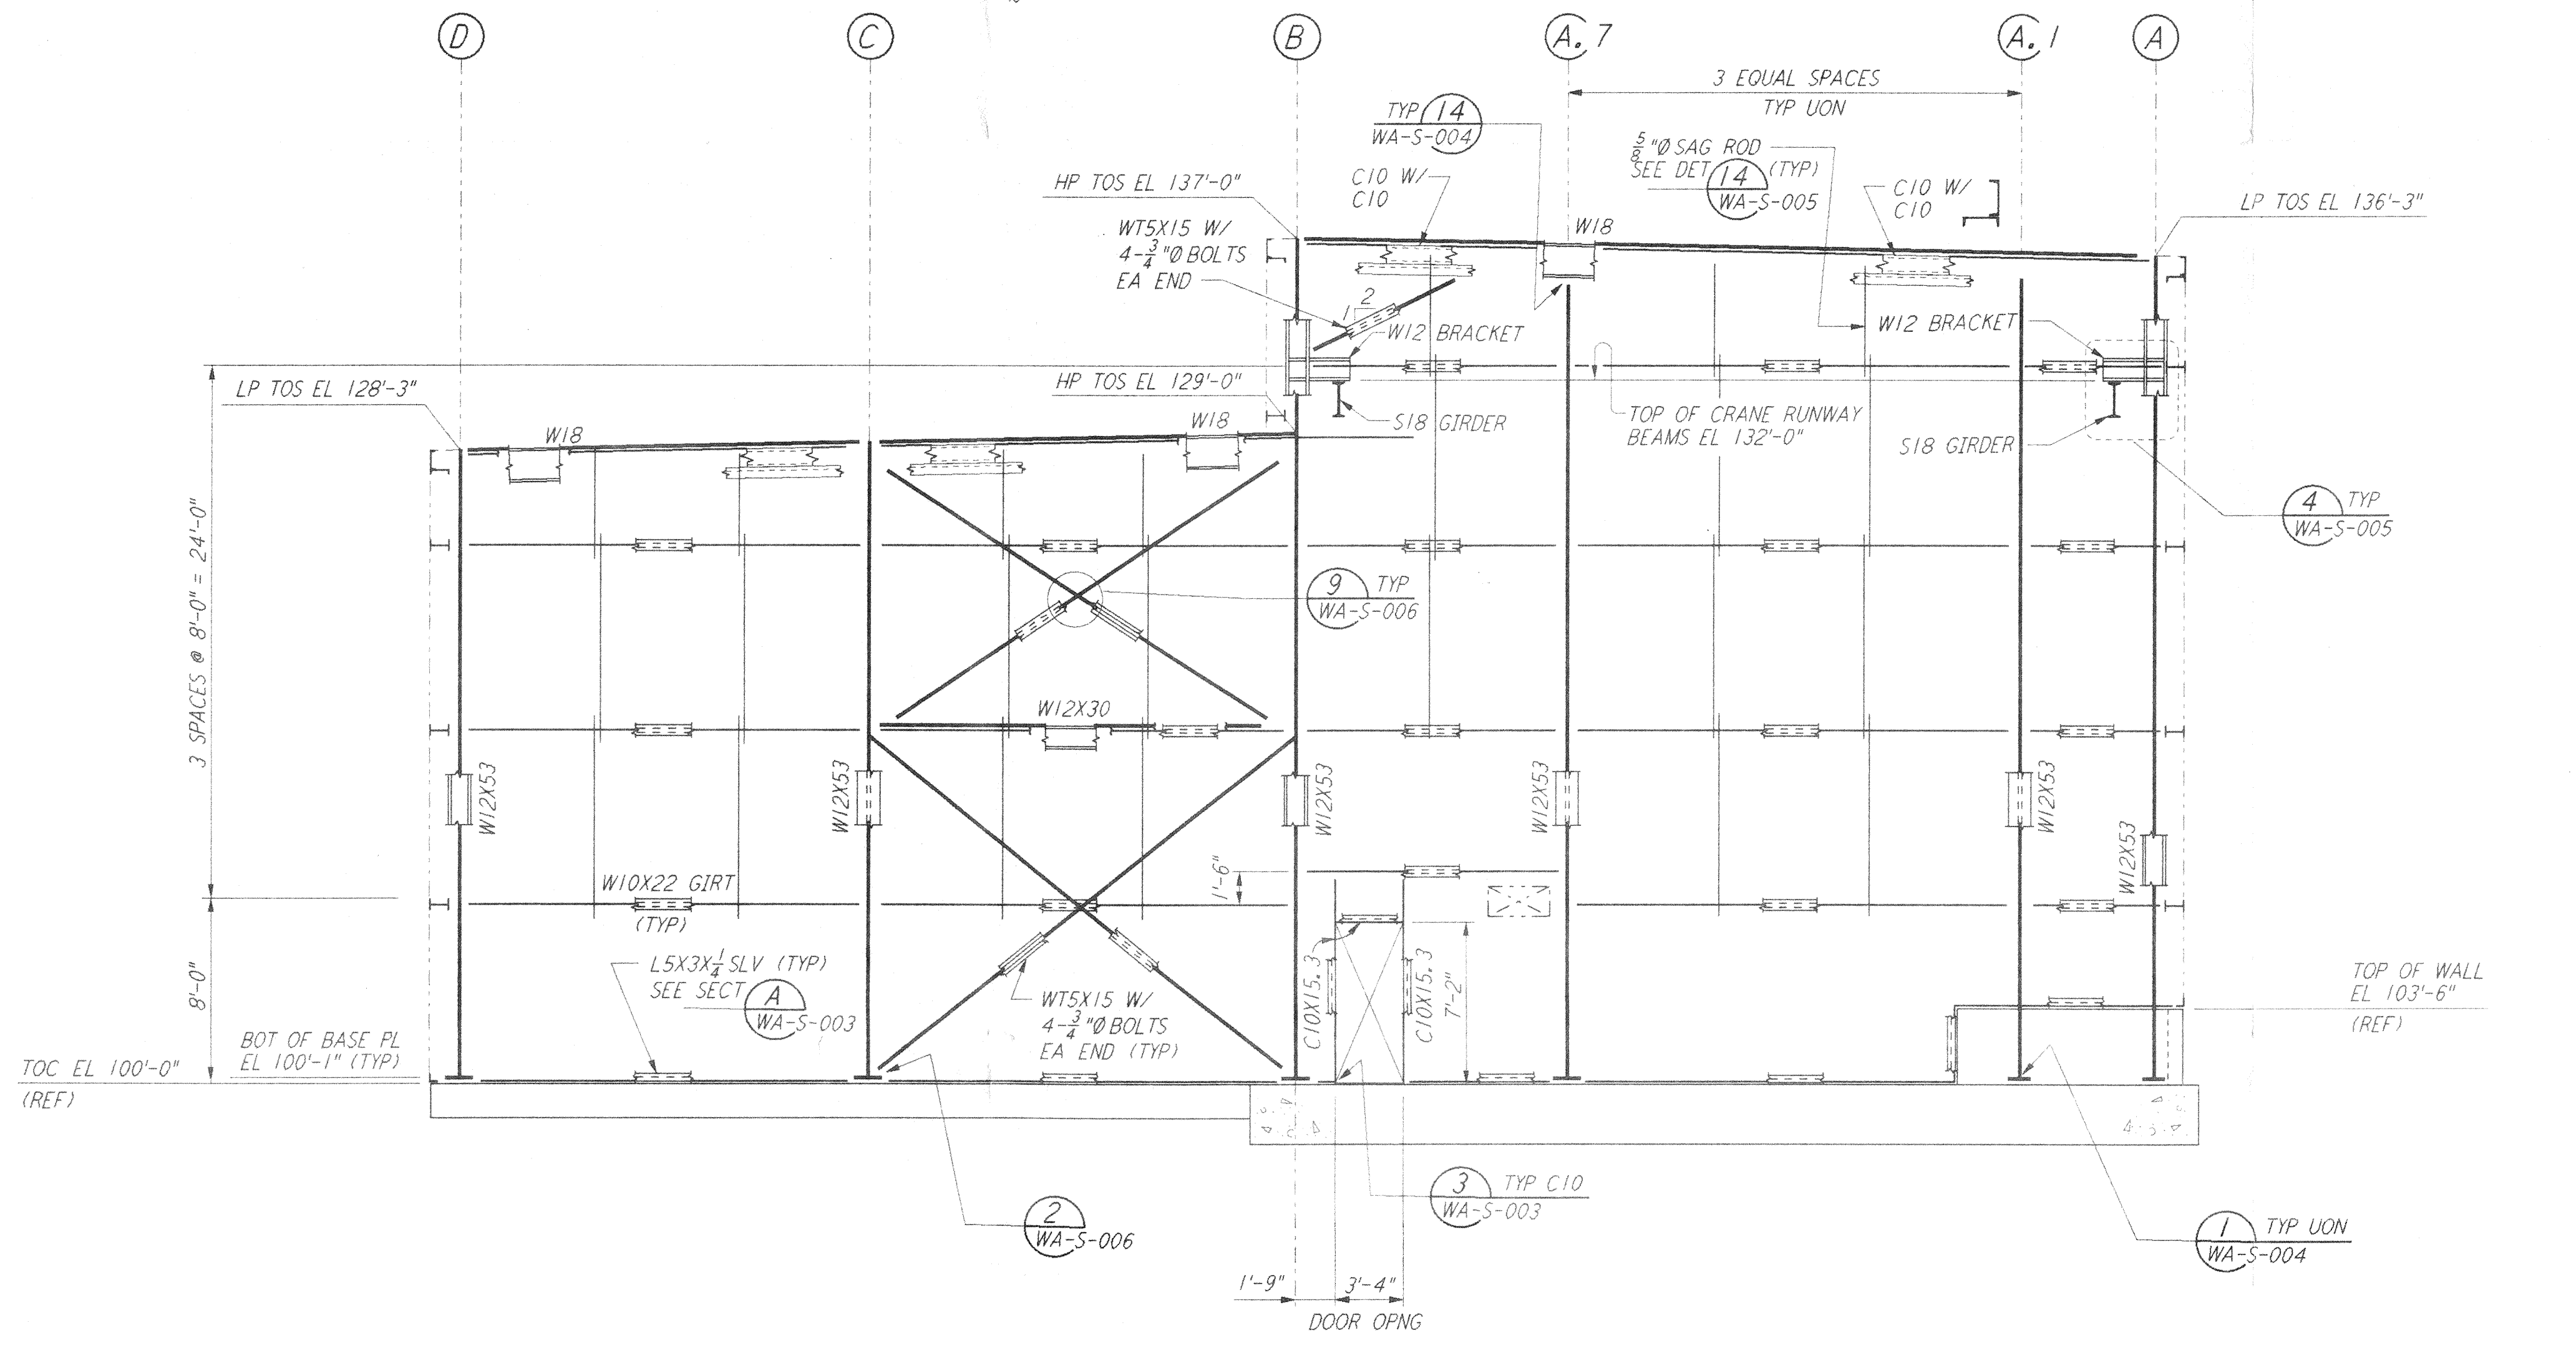 D
C
B
A.7
A.1
A
3 EQUAL SPACES
TYP UON
TYP 14
WA-S-004
5/8"Ø SAG ROD
SEE DET 14 (TYP)
WA-S-005
C10 W/
C10
C10 W/
C10
HP TOS EL 137'-0"
LP TOS EL 136'-3"
WT5X15 W/
4-3/4"Ø BOLTS
EA END
W18
2
1
W12 BRACKET
W12 BRACKET
HP TOS EL 129'-0"
LP TOS EL 128'-3"
TOP OF CRANE RUNWAY
BEAMS EL 132'-0"
S18 GIRDER
S18 GIRDER
W18
W18
4 TYP
WA-S-005
3 SPACES @ 8'-0" = 24'-0"
9 TYP
WA-S-006
W12X30
W12X53
W12X53
W12X53
W12X53
W12X53
W12X53
W10X22 GIRT
(TYP)
1'-6"
8'-0"
L5X3X1/4 SLV (TYP)
SEE SECT A
WA-S-003
WT5X15 W/
4-3/4"Ø BOLTS
EA END (TYP)
C10X15.3
C10X15.3
7'-2"
TOP OF WALL
EL 103'-6"
(REF)
BOT OF BASE PL
EL 100'-1" (TYP)
TOC EL 100'-0"
(REF)
3 TYP C10
WA-S-003
2
WA-S-006
1 TYP UON
WA-S-004
1'-9"
3'-4"
DOOR OPNG